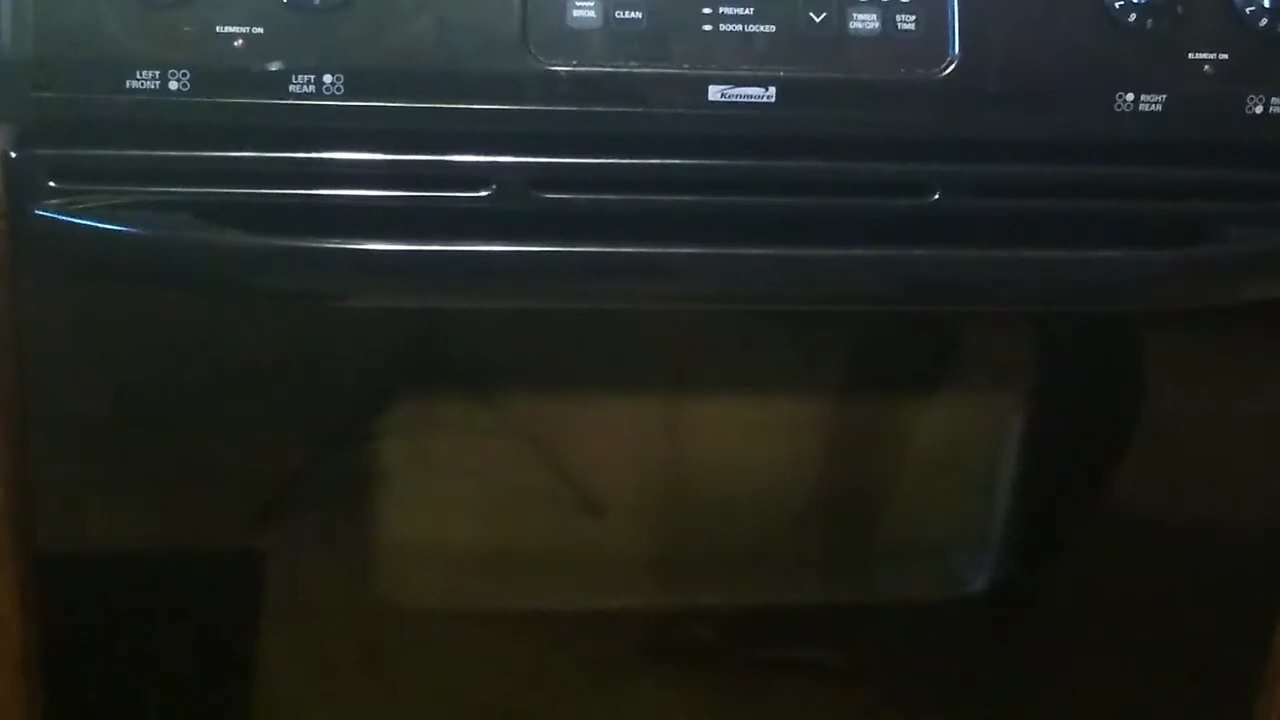 BROIL
CLEAN
PREHEAT
DOOR LOCKED
TIMER
ON/OFF
STOP
TIME
ELEMENT ON
ELEMENT ON
LEFT
FRONT
LEFT
REAR
Kenmore
RIGHT
REAR